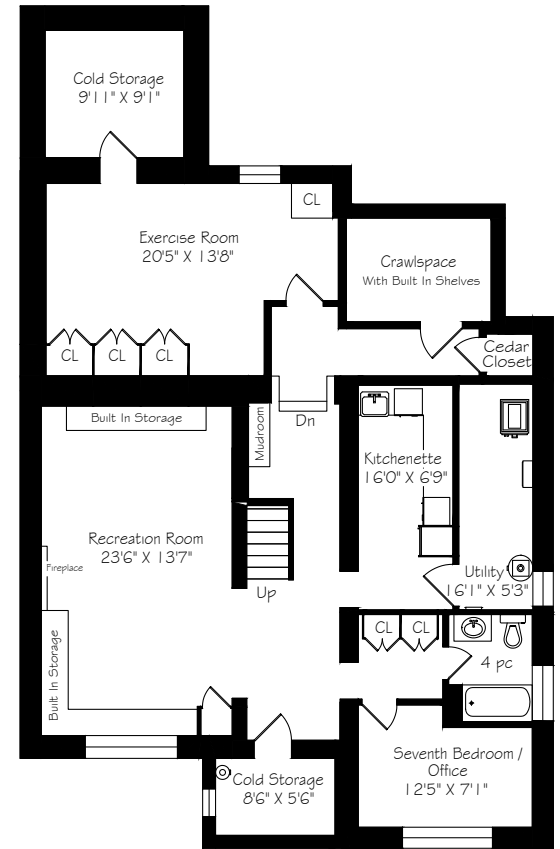 Cold Storage
9'11" X 9'1"
CL
Exercise Room
20'5" X 13'8"
Crawlspace
With Built In Shelves
CL
CL
CL
Cedar
Closet
Built In Storage
Mudroom
Dn
Kitchenette
16'0" X 6'9"
Recreation Room
23'6" X 13'7"
Fireplace
Up
Utility
16'1" X 5'3"
CL
CL
4 pc
Built In Storage
Seventh Bedroom /
Office
12'5" X 7'1"
Cold Storage
8'6" X 5'6"